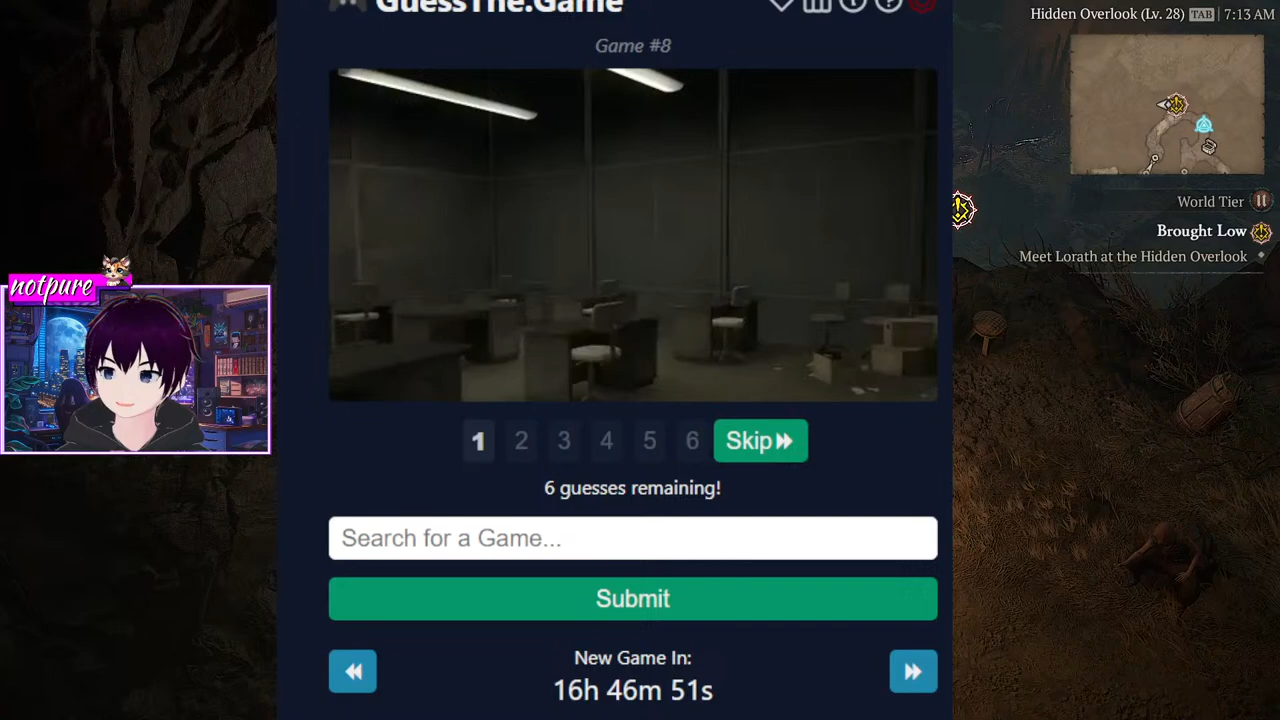 GuessThe.Game
Hidden Overlook (Lv. 28) TAB 7:13 AM
Game #8
World Tier II
Brought Low
Meet Lorath at the Hidden Overlook
notpure
1 2 3 4 5 6 Skip
6 guesses remaining!
Search for a Game...
Submit
New Game In:
16h 46m 51s